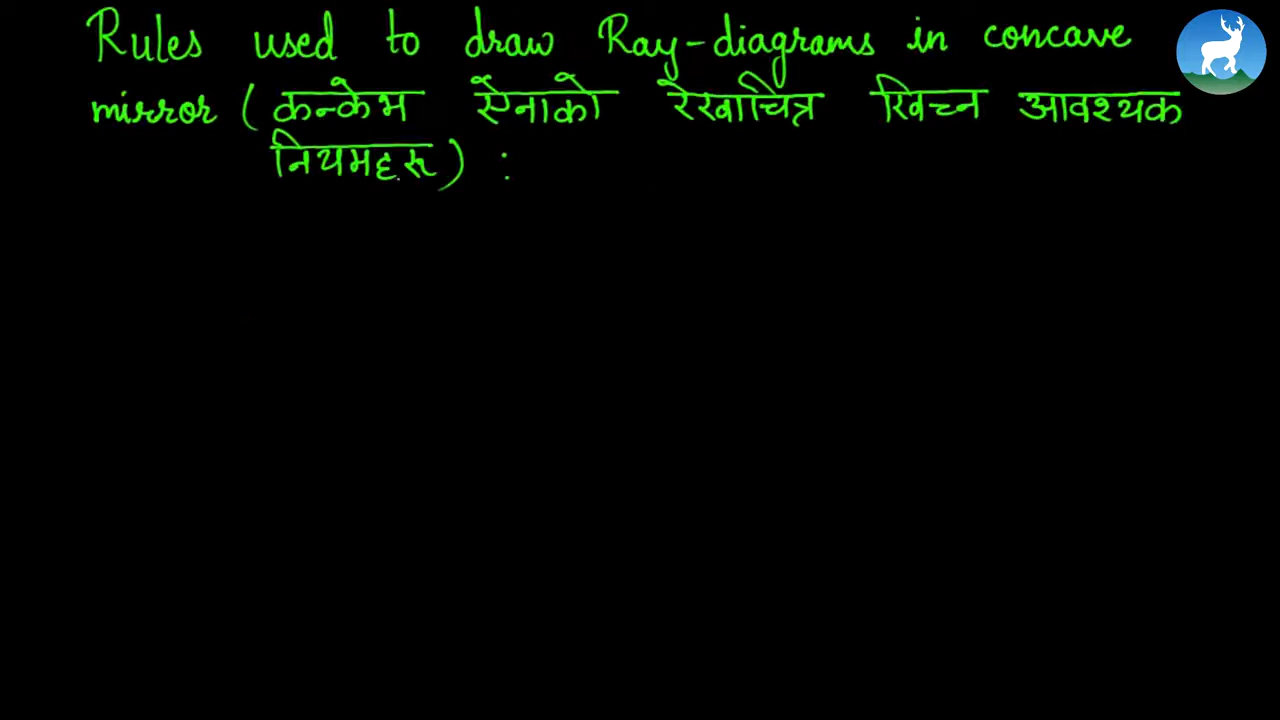 Rules used to draw Ray-diagrams in concave
mirror (कन्केभ ऐनाको रेखाचित्र खिच्न आवश्यक
नियमहरू) :